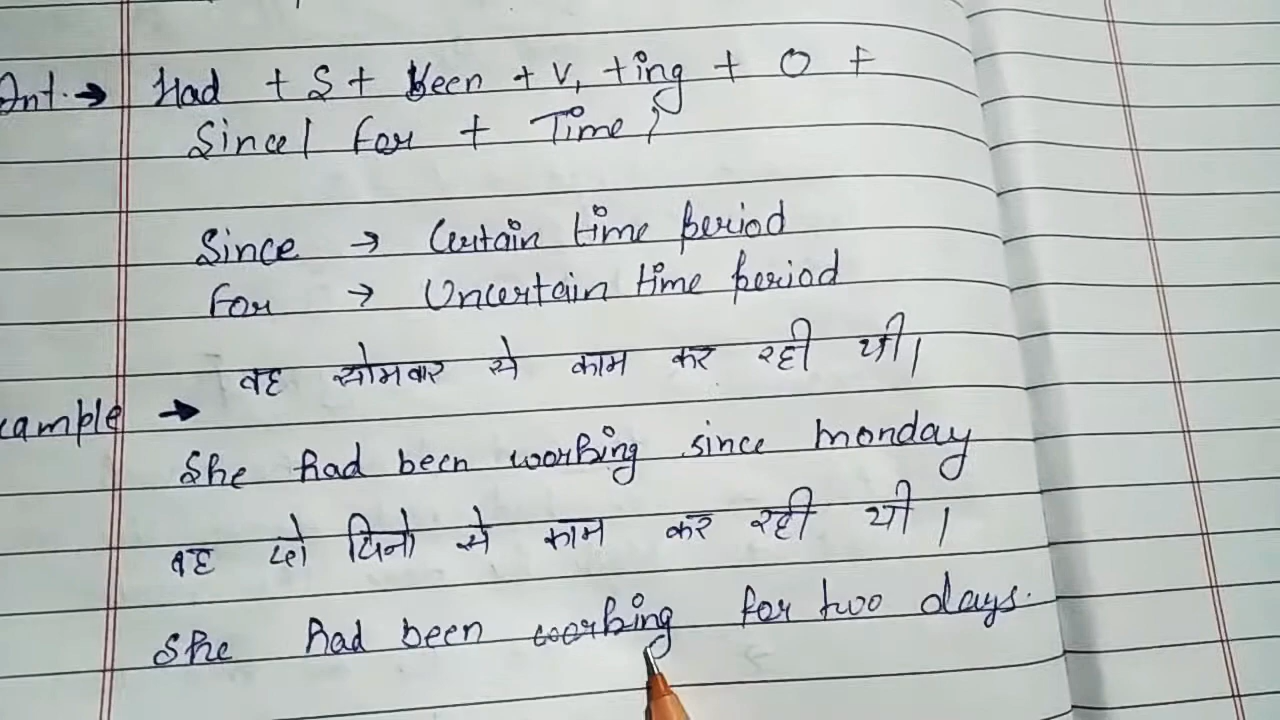 Int. → Had + S + been + V₁ +ing + O +
Since/ for + Time?
Since → Certain time period
For → Uncertain time period
वह सोमवार से काम कर रही थी।
xample →
She had been working since monday
वह दो दिनो से काम कर रही थी।
She had been working for two days.